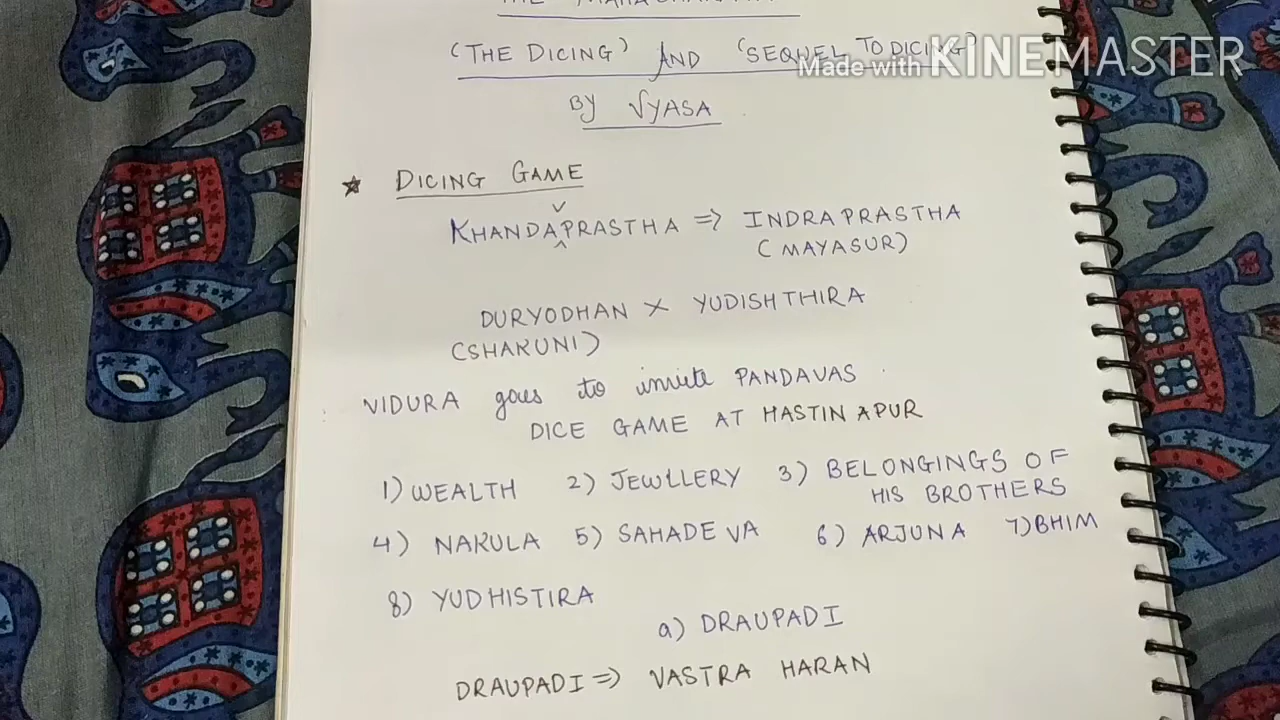 THE MAHABHARATA
(THE DICING) AND (SEQUEL TO DICING)
Made with KINEMASTER
BY VYASA
DICING GAME
KHANDAPRASTHA => INDRAPRASTHA
(MAYASUR)
DURYODHAN X YUDISHTHIRA
(SHAKUNI)
VIDURA goes to invite PANDAVAS
DICE GAME AT HASTINAPUR
1) WEALTH 2) JEWLLERY 3) BELONGINGS OF
HIS BROTHERS
4) NAKULA 5) SAHADEVA 6) ARJUNA 7) BHIM
8) YUDHISTIRA
a) DRAUPADI
DRAUPADI => VASTRA HARAN